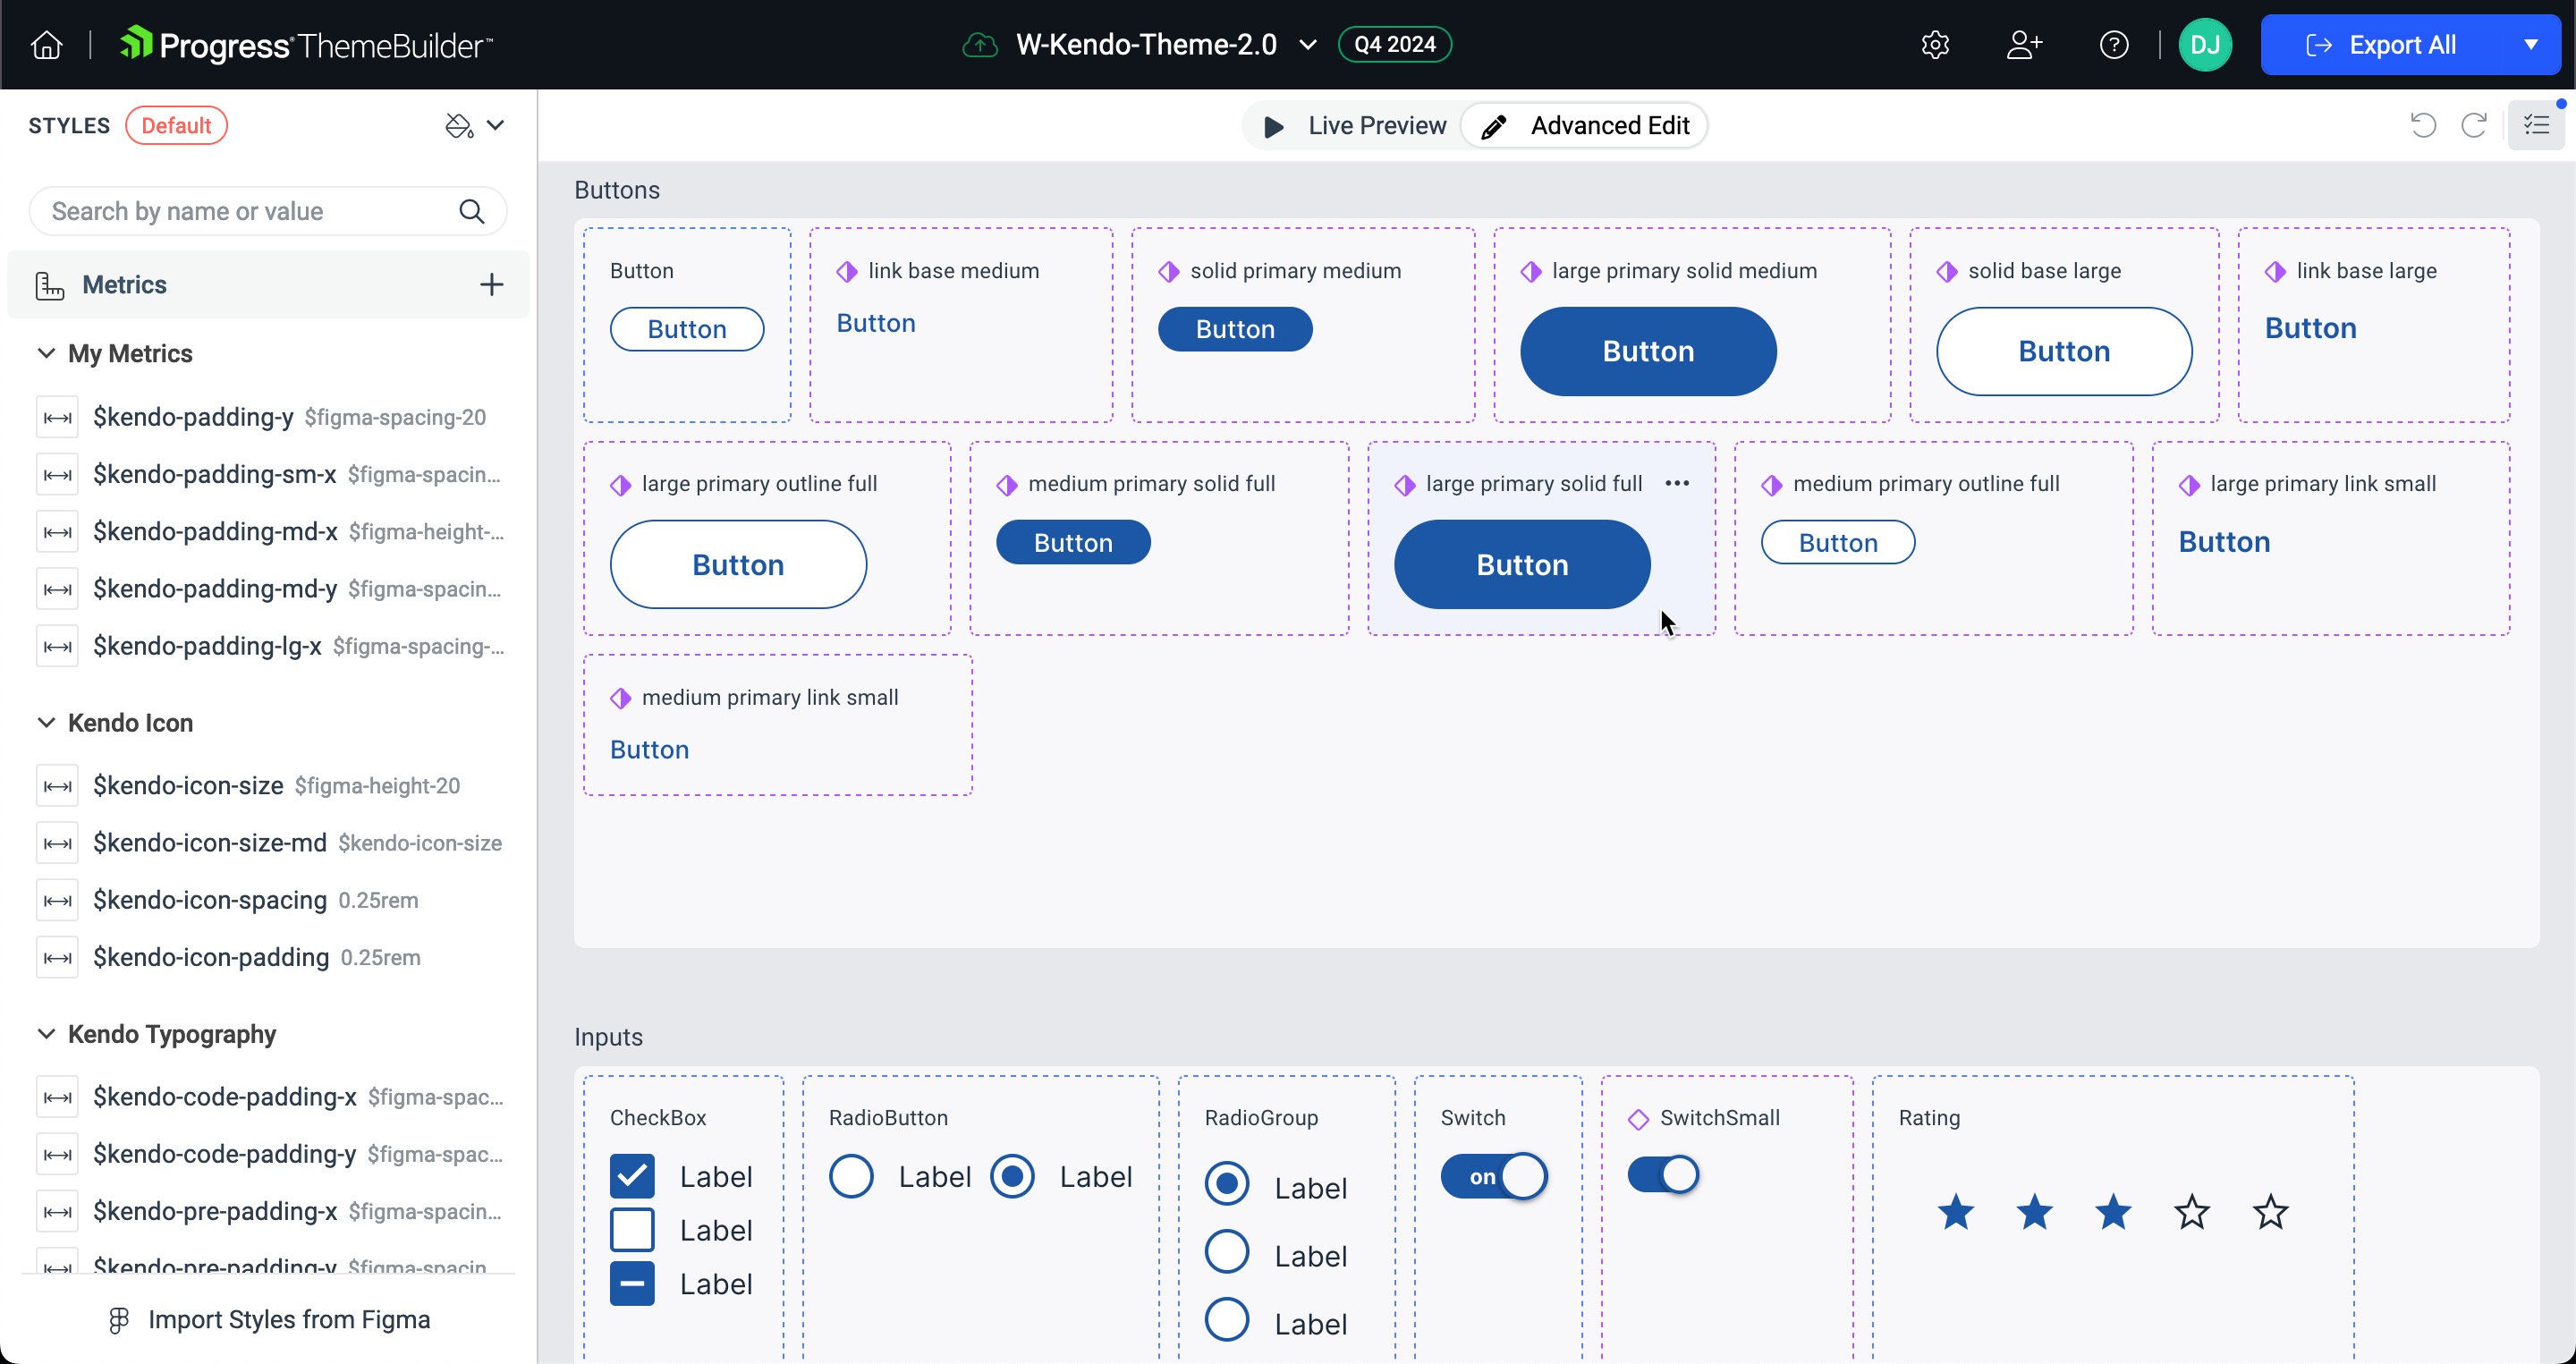 Progress® ThemeBuilder™
W-Kendo-Theme-2.0
Q4 2024
DJ
Export All
STYLES
Default
Live Preview
Advanced Edit
Search by name or value
Metrics
My Metrics
$kendo-padding-y $figma-spacing-20
$kendo-padding-sm-x $figma-spacin...
$kendo-padding-md-x $figma-height-...
$kendo-padding-md-y $figma-spacin...
$kendo-padding-lg-x $figma-spacing-...
Kendo Icon
$kendo-icon-size $figma-height-20
$kendo-icon-size-md $kendo-icon-size
$kendo-icon-spacing 0.25rem
$kendo-icon-padding 0.25rem
Kendo Typography
$kendo-code-padding-x $figma-spac...
$kendo-code-padding-y $figma-spac...
$kendo-pre-padding-x $figma-spacin...
$kendo-pre-padding-y $figma-spacin...
Import Styles from Figma
Buttons
Button
Button
link base medium
Button
solid primary medium
Button
large primary solid medium
Button
solid base large
Button
link base large
Button
large primary outline full
Button
medium primary solid full
Button
large primary solid full
Button
medium primary outline full
Button
large primary link small
Button
medium primary link small
Button
Inputs
CheckBox
Label
Label
Label
RadioButton
Label
Label
RadioGroup
Label
Label
Label
Switch
on
SwitchSmall
Rating